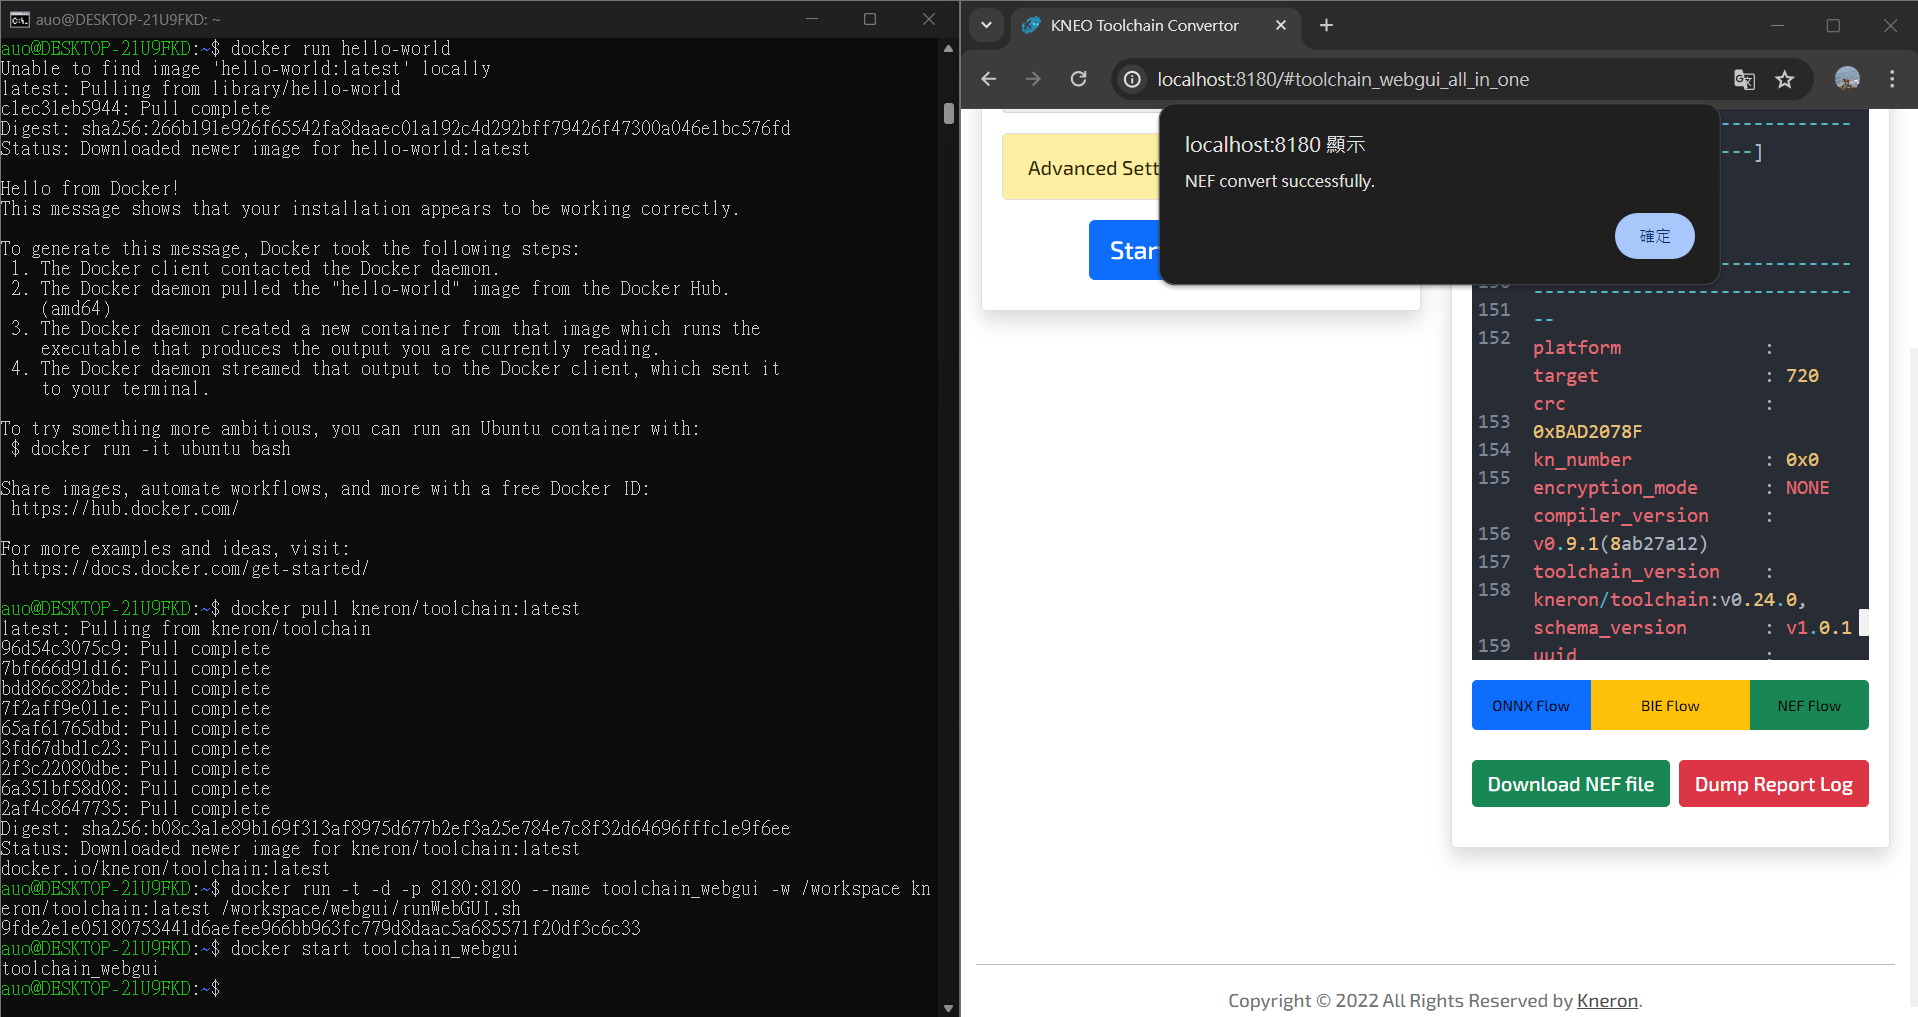 auo@DESKTOP-21U9FKD: ~
auo@DESKTOP-21U9FKD:~$ docker run hello-world
Unable to find image 'hello-world:latest' locally
latest: Pulling from library/hello-world
c1ec31eb5944: Pull complete
Digest: sha256:266b191e926f65542fa8daaec01a192c4d292bff79426f47300a046e1bc576fd
Status: Downloaded newer image for hello-world:latest
Hello from Docker!
This message shows that your installation appears to be working correctly.
To generate this message, Docker took the following steps:
1. The Docker client contacted the Docker daemon.
2. The Docker daemon pulled the "hello-world" image from the Docker Hub.
(amd64)
3. The Docker daemon created a new container from that image which runs the
executable that produces the output you are currently reading.
4. The Docker daemon streamed that output to the Docker client, which sent it
to your terminal.
To try something more ambitious, you can run an Ubuntu container with:
$ docker run -it ubuntu bash
Share images, automate workflows, and more with a free Docker ID:
https://hub.docker.com/
For more examples and ideas, visit:
https://docs.docker.com/get-started/
auo@DESKTOP-21U9FKD:~$ docker pull kneron/toolchain:latest
latest: Pulling from kneron/toolchain
96d54c3075c9: Pull complete
7bf666d91d16: Pull complete
bdd86c882bde: Pull complete
7f2aff9e011e: Pull complete
65af61765dbd: Pull complete
3fd67dbd1c23: Pull complete
2f3c22080dbe: Pull complete
6a351bf58d08: Pull complete
2af4c8647735: Pull complete
Digest: sha256:b08c3a1e89b169f313af8975d677b2ef3a25e784e7c8f32d64696fffc1e9f6ee
Status: Downloaded newer image for kneron/toolchain:latest
docker.io/kneron/toolchain:latest
auo@DESKTOP-21U9FKD:~$ docker run -t -d -p 8180:8180 --name toolchain_webgui -w /workspace kn
eron/toolchain:latest /workspace/webgui/runWebGUI.sh
9fde2e1e05180753441d6aefee966bb963fc779d8daac5a685571f20df3c6c33
auo@DESKTOP-21U9FKD:~$ docker start toolchain_webgui
toolchain_webgui
auo@DESKTOP-21U9FKD:~$
KNEO Toolchain Convertor
localhost:8180/#toolchain_webgui_all_in_one
localhost:8180 顯示
NEF convert successfully.
確定
Advanced Sett
Star
-----------------------------
---]
-----------------------------
-----------------------------
151 --
152 platform :
target : 720
crc :
153 0xBAD2078F
154 kn_number : 0x0
155 encryption_mode : NONE
compiler_version :
156 v0.9.1(8ab27a12)
157 toolchain_version :
158 kneron/toolchain:v0.24.0,
schema_version : v1.0.1
159 uuid :
ONNX Flow BIE Flow NEF Flow
Download NEF file Dump Report Log
Copyright © 2022 All Rights Reserved by Kneron.